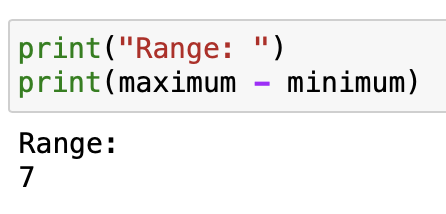 print("Range: ")
print(maximum - minimum)
Range:
7